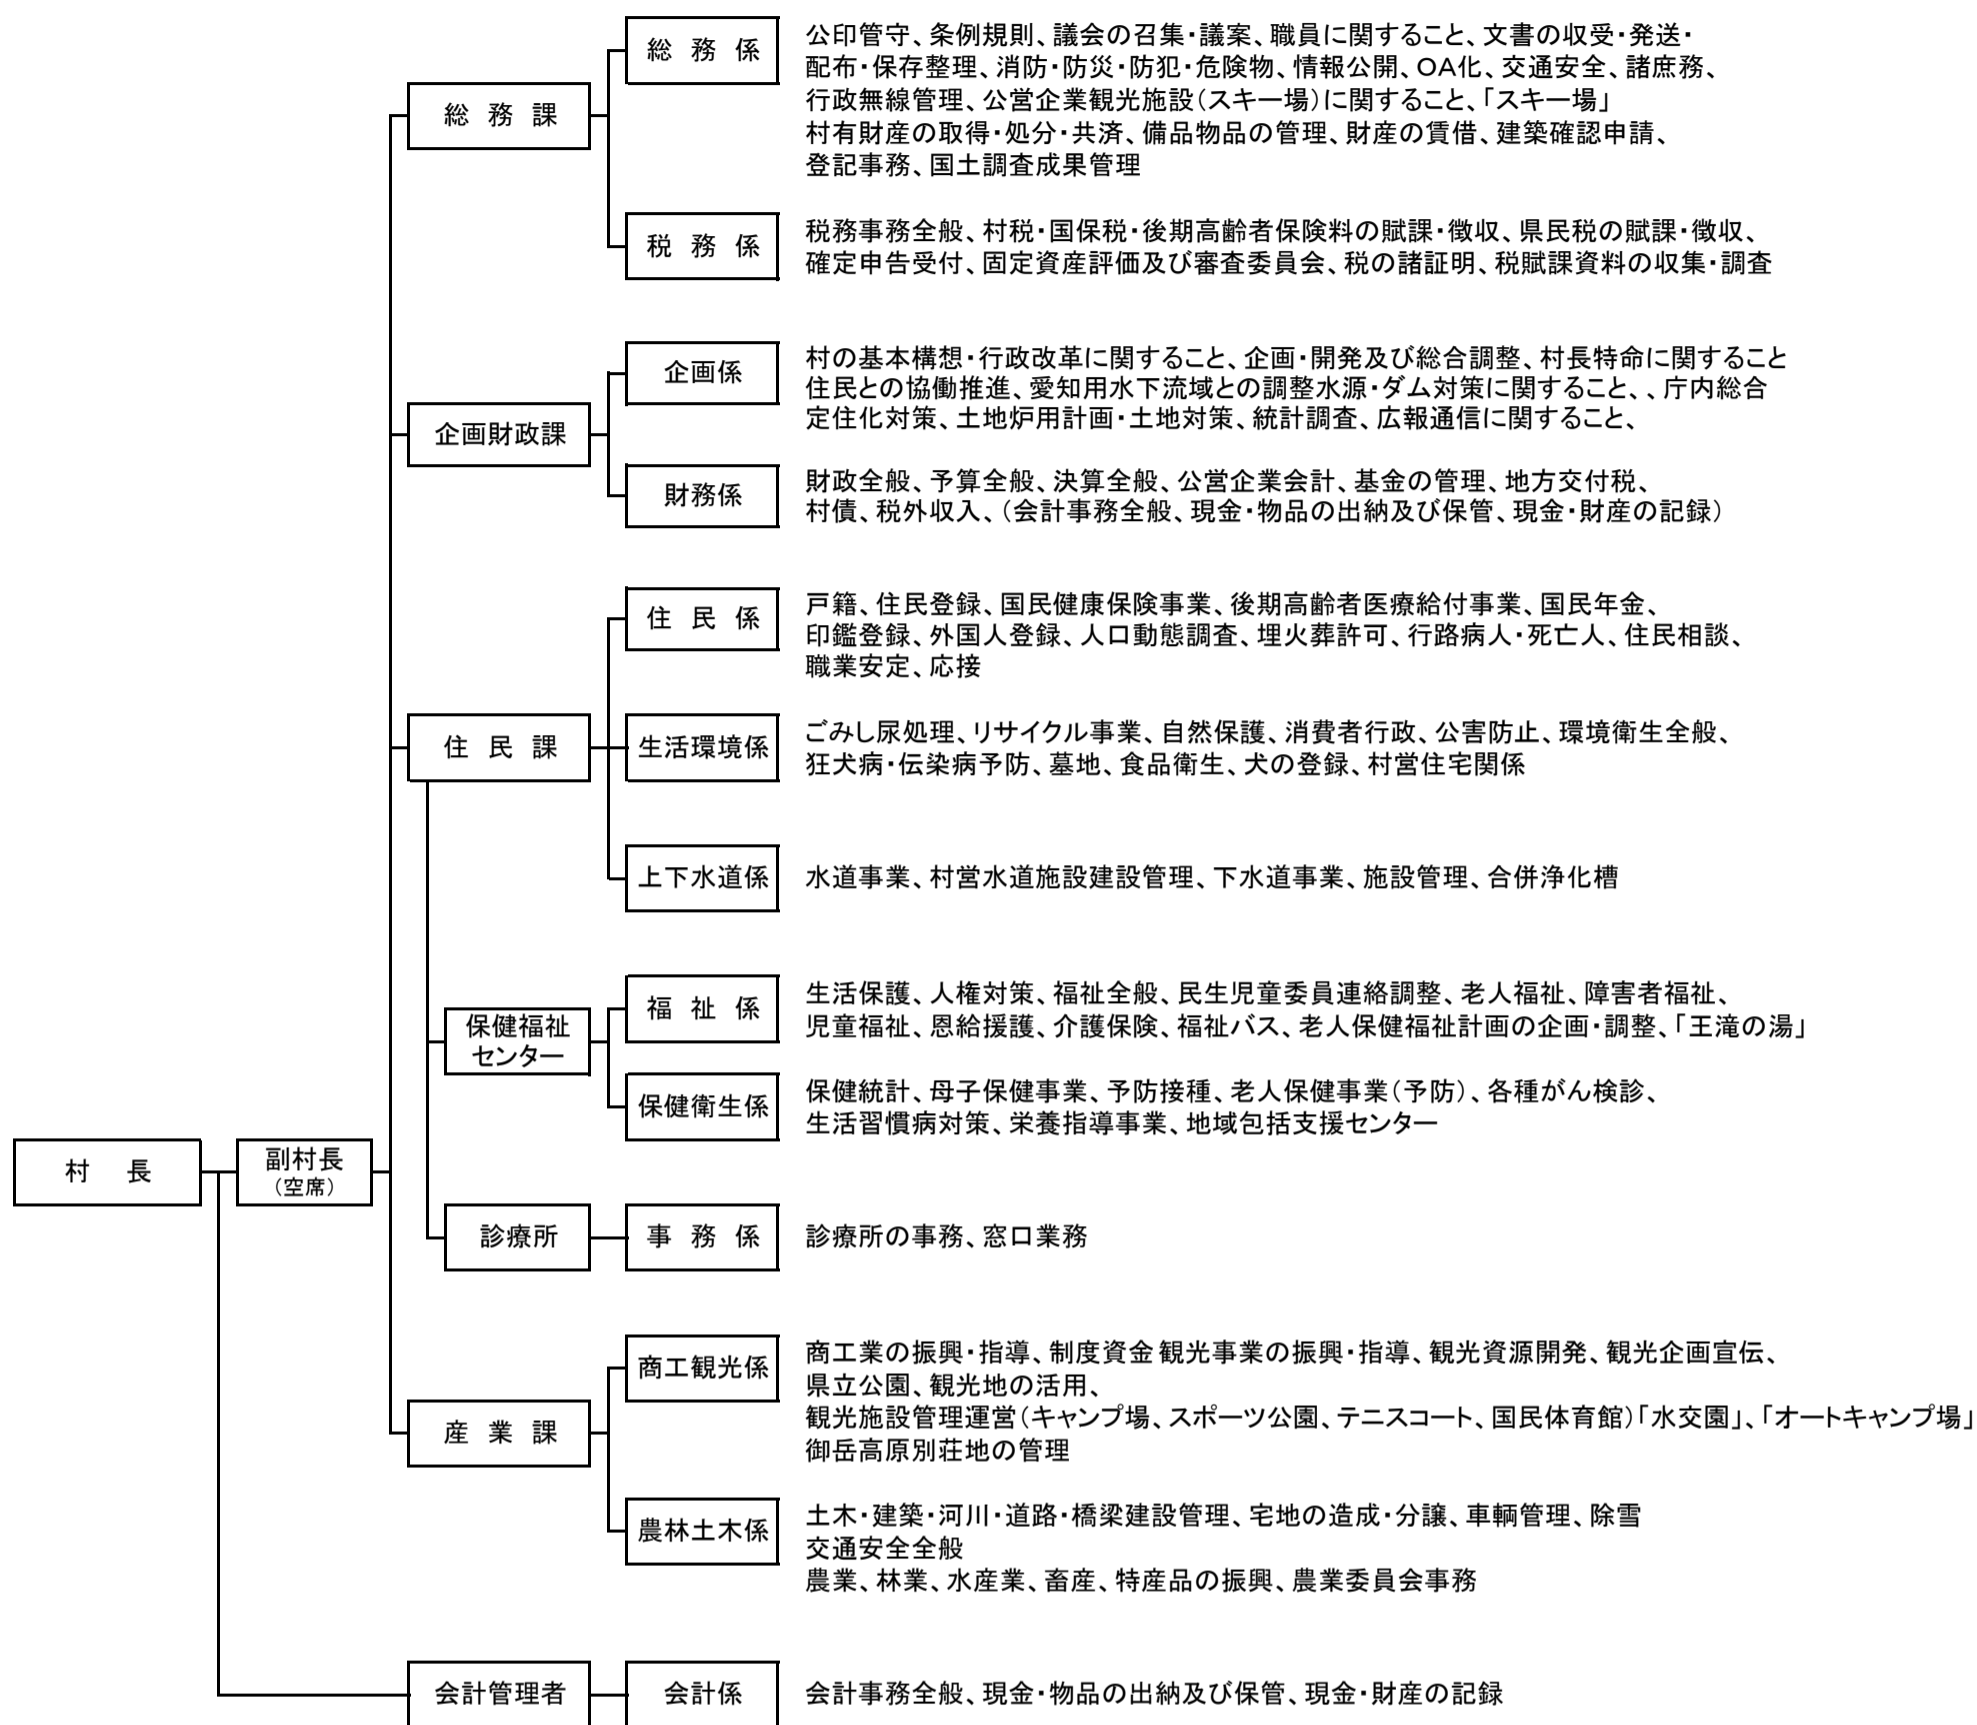 総務係
公印管守、条例規則、議会の召集・議案、職員に関すること、文書の収受・発送・
配布・保存整理、消防・防災・防犯・危険物、情報公開、OA化、交通安全、諸庶務、
行政無線管理、公営企業観光施設（スキー場）に関すること、「スキー場」
村有財産の取得・処分・共済、備品物品の管理、財産の賃借、建築確認申請、
登記事務、国土調査成果管理
総務課
税務係
税務事務全般、村税・国保税・後期高齢者保険料の賦課・徴収、県民税の賦課・徴収、
確定申告受付、固定資産評価及び審査委員会、税の諸証明、税賦課資料の収集・調査
企画係
村の基本構想・行政改革に関すること、企画・開発及び総合調整、村長特命に関すること
住民との協働推進、愛知用水下流域との調整水源・ダム対策に関すること、、庁内総合
定住化対策、土地炉用計画・土地対策、統計調査、広報通信に関すること、
企画財政課
財務係
財政全般、予算全般、決算全般、公営企業会計、基金の管理、地方交付税、
村債、税外収入、（会計事務全般、現金・物品の出納及び保管、現金・財産の記録）
住民係
戸籍、住民登録、国民健康保険事業、後期高齢者医療給付事業、国民年金、
印鑑登録、外国人登録、人口動態調査、埋火葬許可、行路病人・死亡人、住民相談、
職業安定、応接
住民課
生活環境係
ごみし尿処理、リサイクル事業、自然保護、消費者行政、公害防止、環境衛生全般、
狂犬病・伝染病予防、墓地、食品衛生、犬の登録、村営住宅関係
上下水道係
水道事業、村営水道施設建設管理、下水道事業、施設管理、合併浄化槽
保健福祉
センター
福祉係
生活保護、人権対策、福祉全般、民生児童委員連絡調整、老人福祉、障害者福祉、
児童福祉、恩給援護、介護保険、福祉バス、老人保健福祉計画の企画・調整、「王滝の湯」
保健衛生係
保健統計、母子保健事業、予防接種、老人保健事業（予防）、各種がん検診、
生活習慣病対策、栄養指導事業、地域包括支援センター
村長
副村長
（空席）
診療所
事務係
診療所の事務、窓口業務
商工観光係
商工業の振興・指導、制度資金 観光事業の振興・指導、観光資源開発、観光企画宣伝、
県立公園、観光地の活用、
観光施設管理運営（キャンプ場、スポーツ公園、テニスコート、国民体育館）「水交園」、「オートキャンプ場」
御岳高原別荘地の管理
産業課
農林土木係
土木・建築・河川・道路・橋梁建設管理、宅地の造成・分譲、車輌管理、除雪
交通安全全般
農業、林業、水産業、畜産、特産品の振興、農業委員会事務
会計管理者
会計係
会計事務全般、現金・物品の出納及び保管、現金・財産の記録